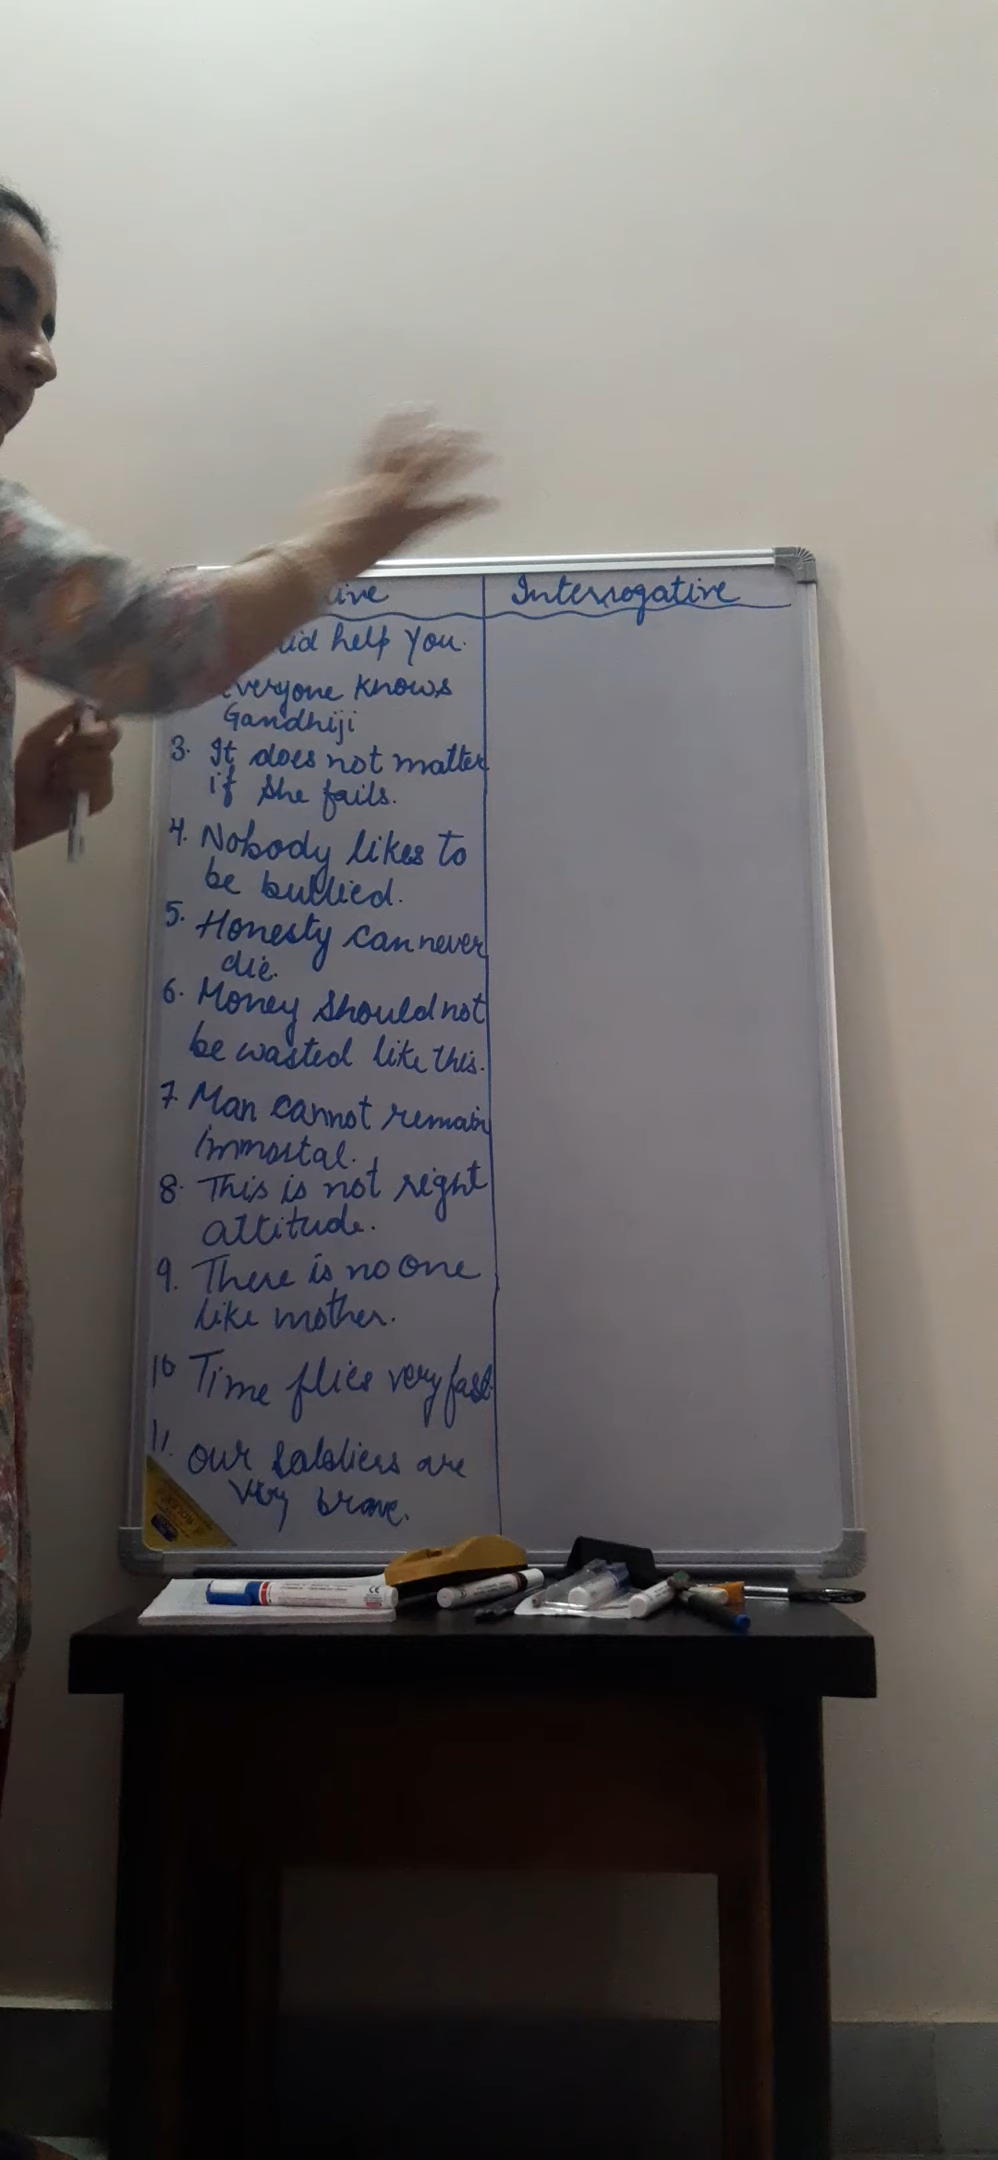 Interrogative
help you.
everyone knows
Gandhiji
3. It does not matter
if she fails.
4. Nobody likes to
be bullied.
5. Honesty can never
die.
6. Money should not
be wasted like this.
7. Man cannot remain
immortal.
8. This is not right
attitude.
9. There is no one
like mother.
10 Time flies very fast.
11. our soldiers are
very brave.